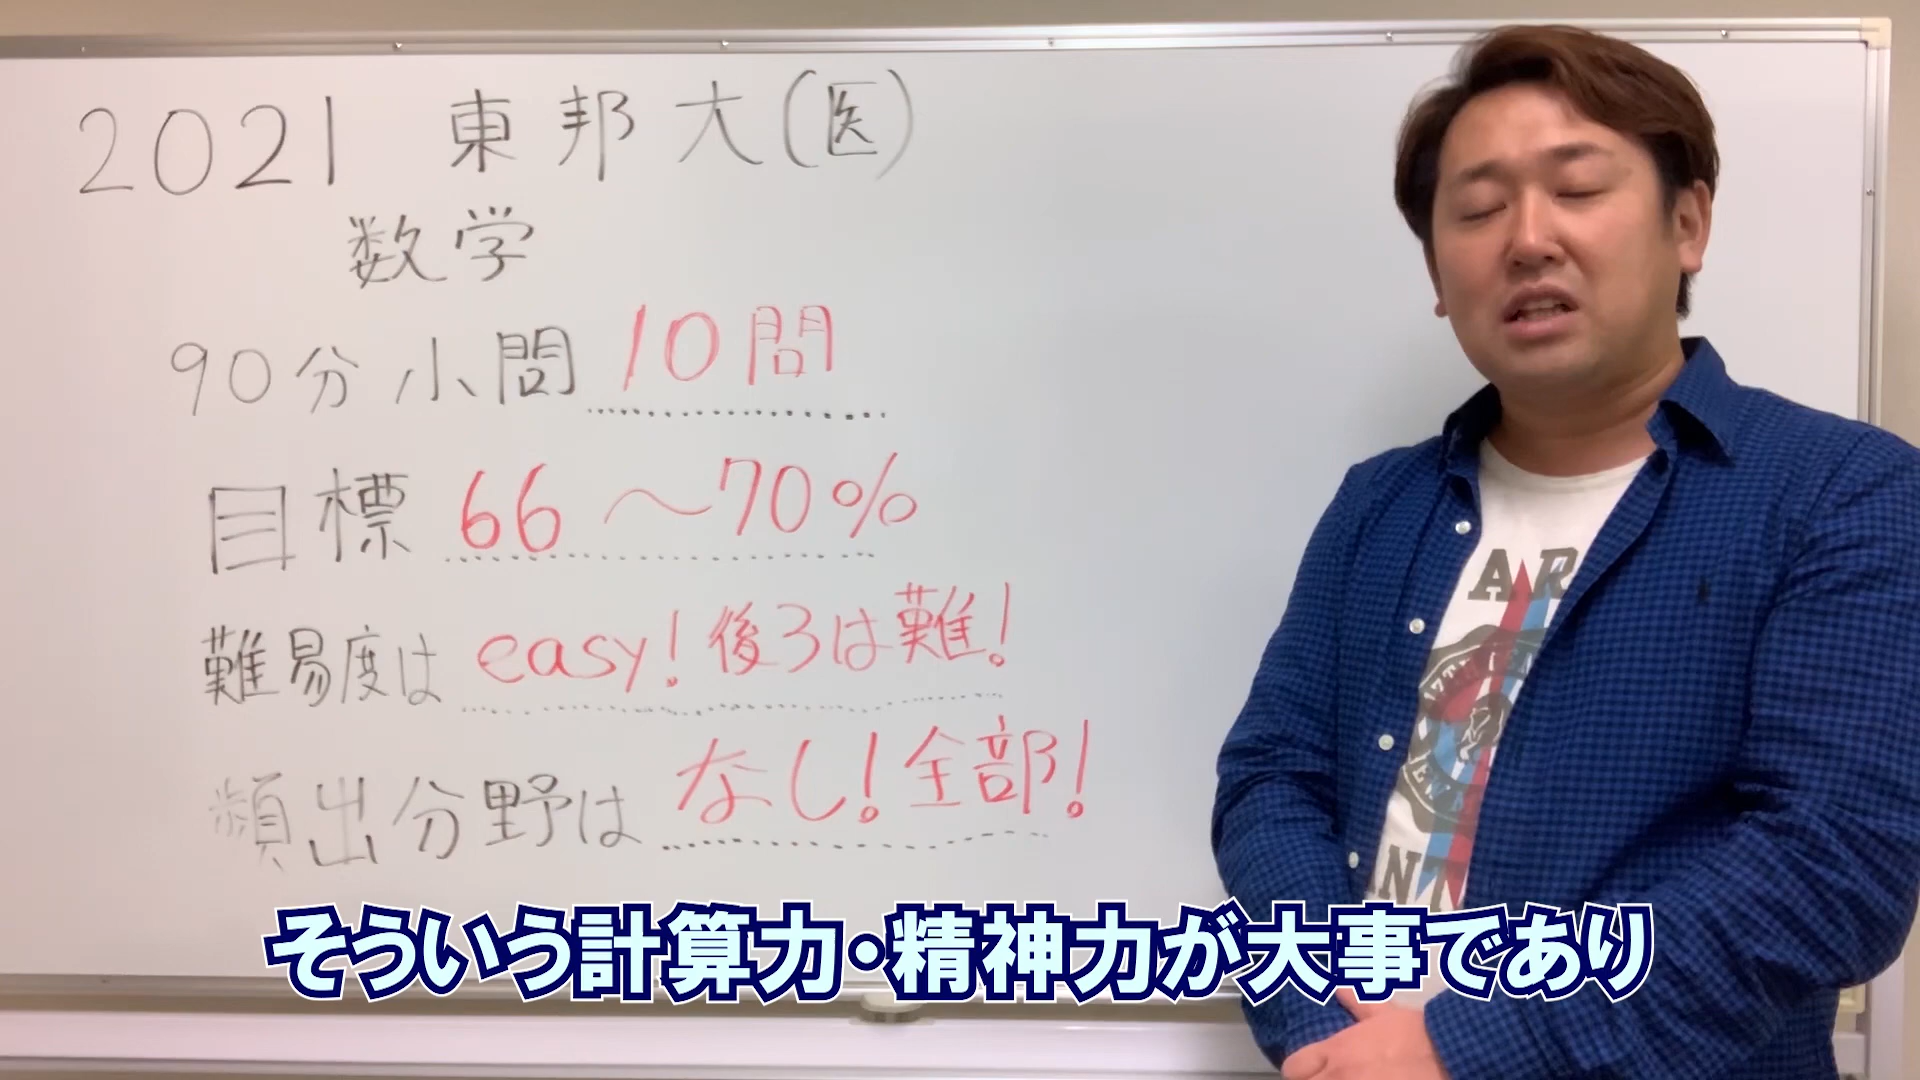 2021 東邦大(医)
数学
90分小問 10問
目標 66〜70%
難易度は easy!後3は難!
頻出分野は なし!全部!
そういう計算力・精神力が大事であり